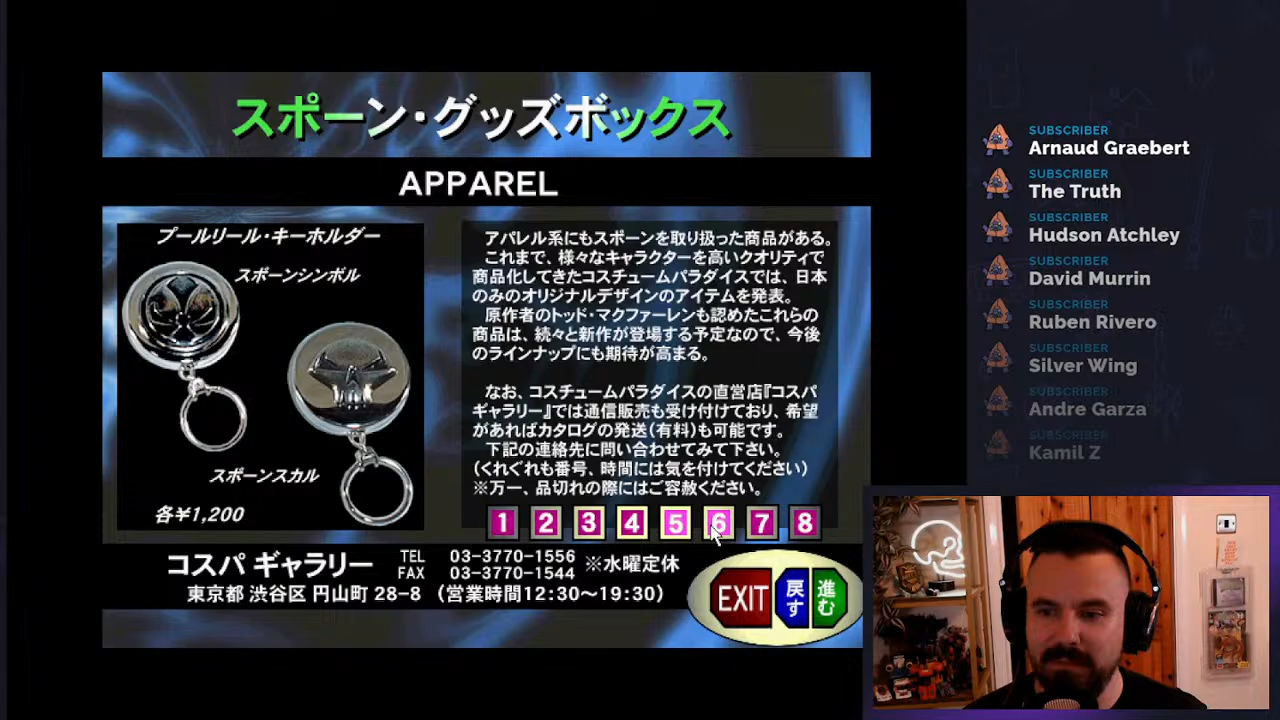 スポーン・グッズボックス
APPAREL
プールリール・キーホルダー
スポーンシンボル
スポーンスカル
各¥1,200
アパレル系にもスポーンを取り扱った商品がある。
これまで、様々なキャラクターを高いクオリティで
商品化してきたコスチュームパラダイスでは、日本
のみのオリジナルデザインのアイテムを発表。
原作者のトッド・マクファーレンも認めたこれらの
商品は、続々と新作が登場する予定なので、今後
のラインナップにも期待が高まる。
なお、コスチュームパラダイスの直営店『コスパ
ギャラリー』では通信販売も受け付けており、希望
があればカタログの発送(有料)も可能です。
下記の連絡先に問い合わせてみて下さい。
(くれぐれも番号、時間には気を付けてください)
※万一、品切れの際にはご容赦ください。
1 2 3 4 5 6 7 8
コスパ ギャラリー TEL 03-3770-1556 ※水曜定休
FAX 03-3770-1544
東京都 渋谷区 円山町 28-8 (営業時間12:30〜19:30)
EXIT 戻す 進む
SUBSCRIBER
Arnaud Graebert
SUBSCRIBER
The Truth
SUBSCRIBER
Hudson Atchley
SUBSCRIBER
David Murrin
SUBSCRIBER
Ruben Rivero
SUBSCRIBER
Silver Wing
SUBSCRIBER
Andre Garza
SUBSCRIBER
Kamil Z